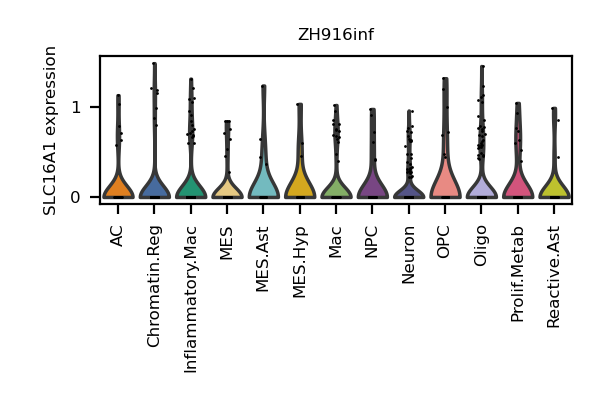 ZH916inf
SLC16A1 expression
1
0
AC
Chromatin.Reg
Inflammatory.Mac
MES
MES.Ast
MES.Hyp
Mac
NPC
Neuron
OPC
Oligo
Prolif.Metab
Reactive.Ast